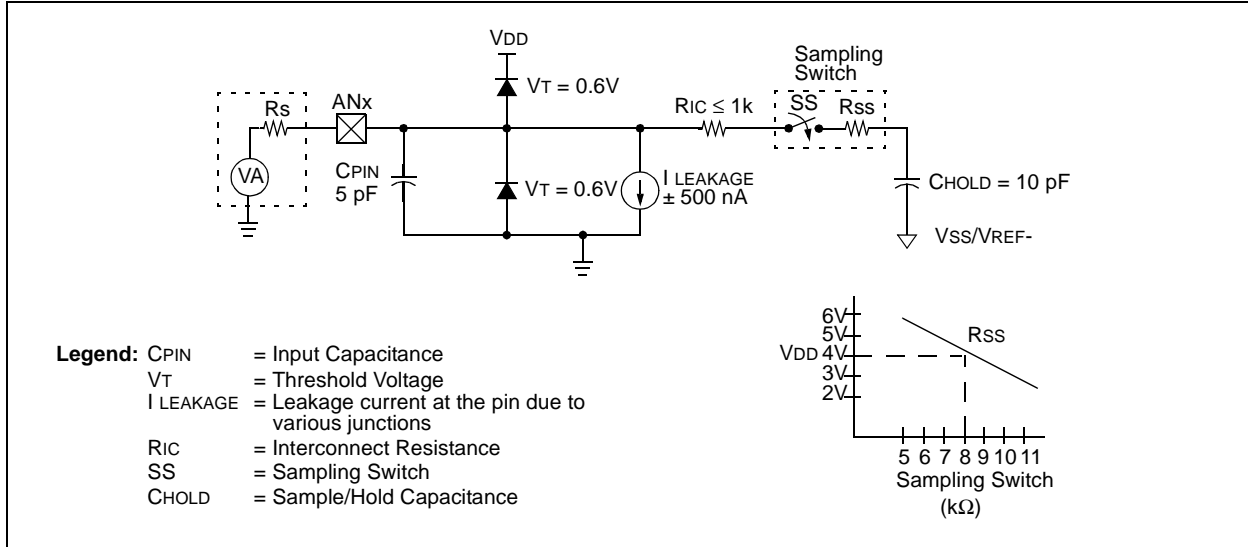 VDD
Sampling
Switch
VT = 0.6V
RIC ≤ 1k
SS
RSS
Rs
ANx
VA
CPIN
5 pF
VT = 0.6V
I LEAKAGE
± 500 nA
CHOLD = 10 pF
VSS/VREF-
Legend: CPIN = Input Capacitance
VT = Threshold Voltage
I LEAKAGE = Leakage current at the pin due to
various junctions
RIC = Interconnect Resistance
SS = Sampling Switch
CHOLD = Sample/Hold Capacitance
6V
5V
VDD 4V
3V
2V
RSS
5 6 7 8 9 10 11
Sampling Switch
(kΩ)